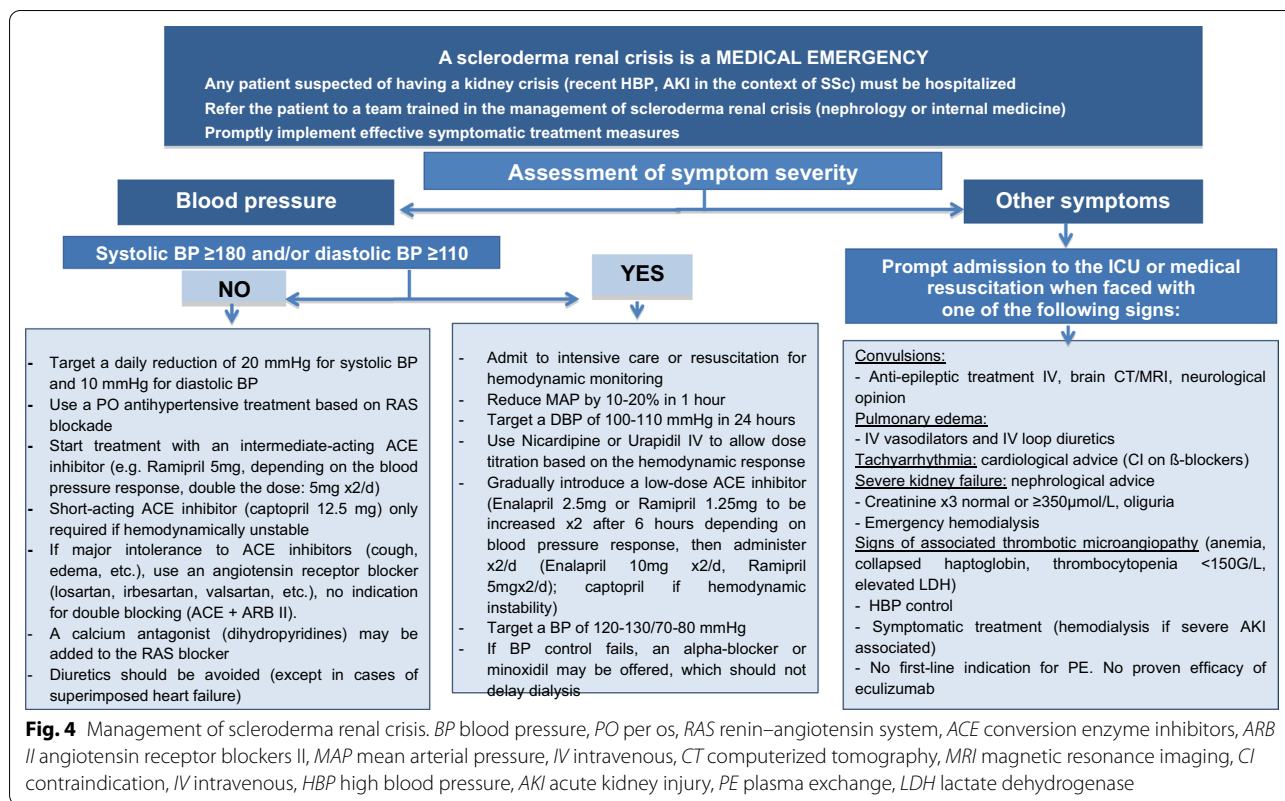 A scleroderma renal crisis is a MEDICAL EMERGENCY
Any patient suspected of having a kidney crisis (recent HBP, AKI in the context of SSc) must be hospitalized
Refer the patient to a team trained in the management of scleroderma renal crisis (nephrology or internal medicine)
Promptly implement effective symptomatic treatment measures
Assessment of symptom severity
Blood pressure
Other symptoms
Systolic BP ≥180 and/or diastolic BP ≥110
NO
YES
Prompt admission to the ICU or medical
resuscitation when faced with
one of the following signs:
- Target a daily reduction of 20 mmHg for systolic BP
and 10 mmHg for diastolic BP
- Use a PO antihypertensive treatment based on RAS
blockade
- Start treatment with an intermediate-acting ACE
inhibitor (e.g. Ramipril 5mg, depending on the blood
pressure response, double the dose: 5mg x2/d)
- Short-acting ACE inhibitor (captopril 12.5 mg) only
required if hemodynamically unstable
- If major intolerance to ACE inhibitors (cough,
edema, etc.), use an angiotensin receptor blocker
(losartan, irbesartan, valsartan, etc.), no indication
for double blocking (ACE + ARB II).
- A calcium antagonist (dihydropyridines) may be
added to the RAS blocker
- Diuretics should be avoided (except in cases of
superimposed heart failure)
- Admit to intensive care or resuscitation for
hemodynamic monitoring
- Reduce MAP by 10-20% in 1 hour
- Target a DBP of 100-110 mmHg in 24 hours
- Use Nicardipine or Urapidil IV to allow dose
titration based on the hemodynamic response
- Gradually introduce a low-dose ACE inhibitor
(Enalapril 2.5mg or Ramipril 1.25mg to be
increased x2 after 6 hours depending on
blood pressure response, then administer
x2/d (Enalapril 10mg x2/d, Ramipril
5mgx2/d); captopril if hemodynamic
instability)
- Target a BP of 120-130/70-80 mmHg
- If BP control fails, an alpha-blocker or
minoxidil may be offered, which should not
delay dialysis
Convulsions:
- Anti-epileptic treatment IV, brain CT/MRI, neurological
opinion
Pulmonary edema:
- IV vasodilators and IV loop diuretics
Tachyarrhythmia: cardiological advice (CI on ß-blockers)
Severe kidney failure: nephrological advice
- Creatinine x3 normal or ≥350µmol/L, oliguria
- Emergency hemodialysis
Signs of associated thrombotic microangiopathy (anemia,
collapsed haptoglobin, thrombocytopenia <150G/L,
elevated LDH)
- HBP control
- Symptomatic treatment (hemodialysis if severe AKI
associated)
- No first-line indication for PE. No proven efficacy of
eculizumab
Fig. 4 Management of scleroderma renal crisis. BP blood pressure, PO per os, RAS renin–angiotensin system, ACE conversion enzyme inhibitors, ARB
II angiotensin receptor blockers II, MAP mean arterial pressure, IV intravenous, CT computerized tomography, MRI magnetic resonance imaging, CI
contraindication, IV intravenous, HBP high blood pressure, AKI acute kidney injury, PE plasma exchange, LDH lactate dehydrogenase